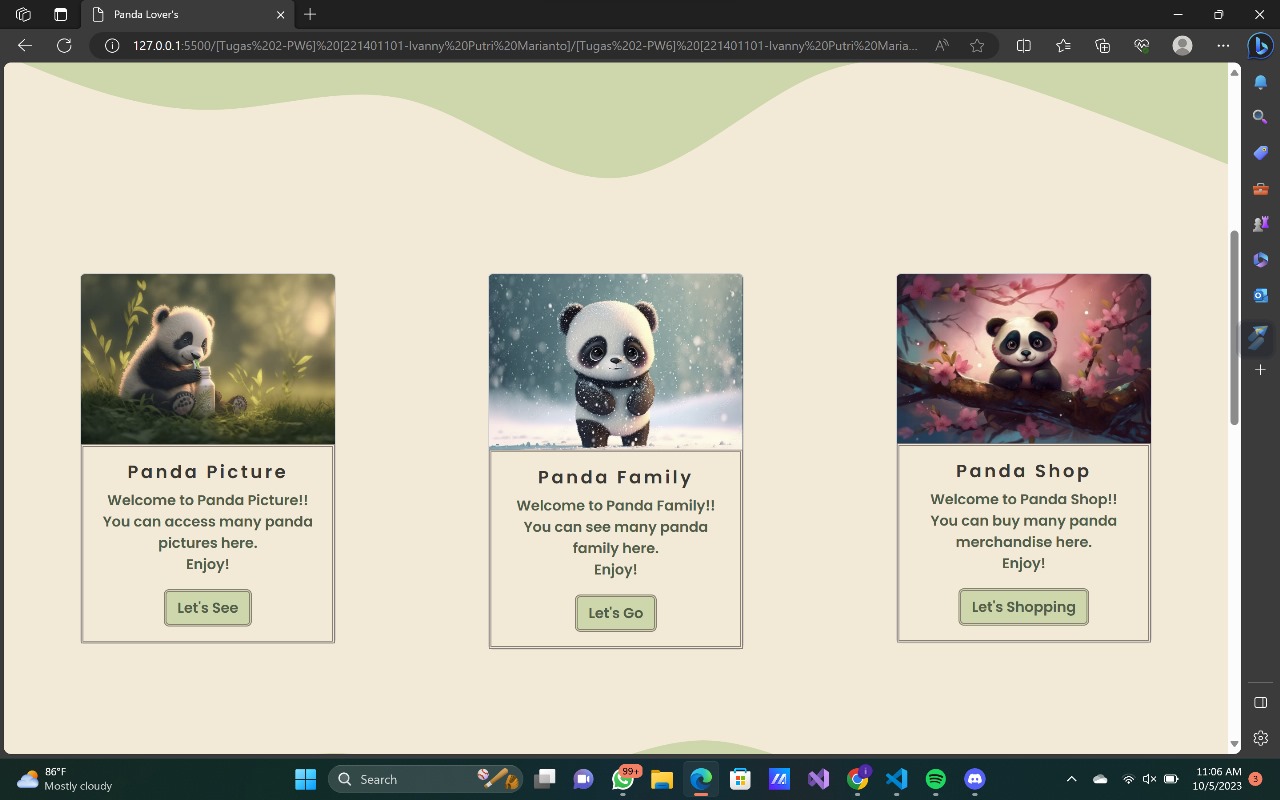 Panda Lover's
127.0.0.1:5500/[Tugas%202-PW6]%20[221401101-Ivanny%20Putri%20Marianto]/[Tugas%202-PW6]%20[221401101-Ivanny%20Putri%20Maria...
Panda Picture
Welcome to Panda Picture!!
You can access many panda
pictures here.
Enjoy!
Let's See
Panda Family
Welcome to Panda Family!!
You can see many panda
family here.
Enjoy!
Let's Go
Panda Shop
Welcome to Panda Shop!!
You can buy many panda
merchandise here.
Enjoy!
Let's Shopping
86°F
Mostly cloudy
Search
99+
11:06 AM
10/5/2023
3